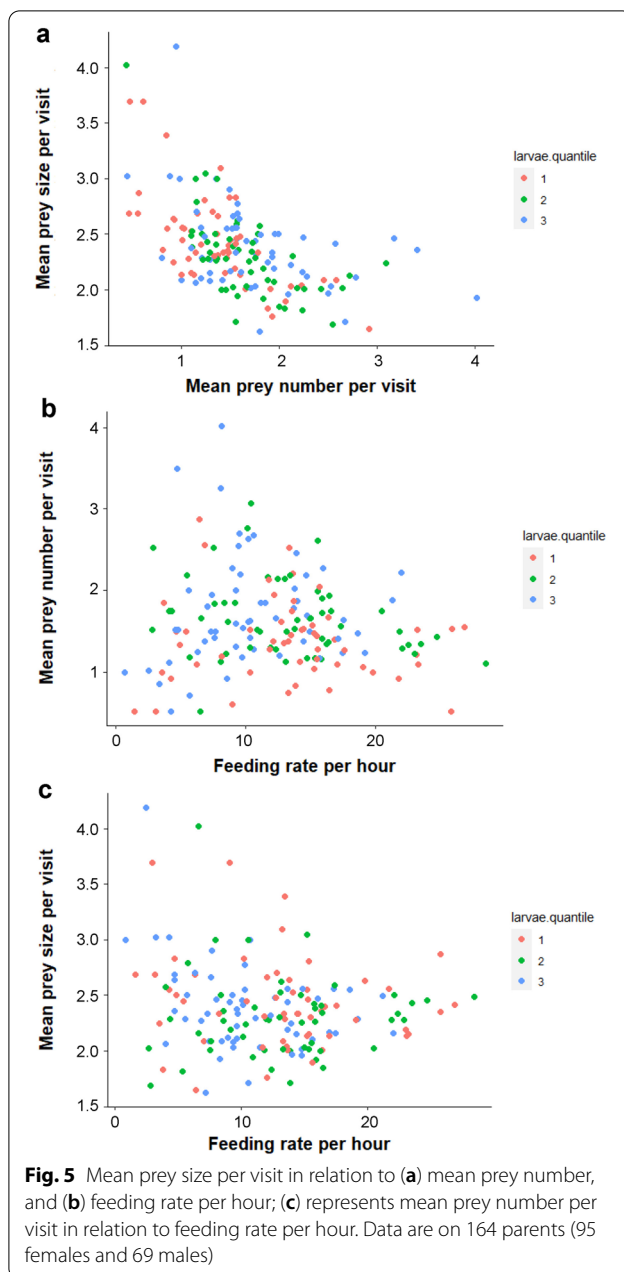 a
4.0
3.5
3.0
2.5
2.0
1.5
Mean prey size per visit
1 2 3 4
Mean prey number per visit
larvae.quantile
1
2
3
b
4
3
2
1
Mean prey number per visit
0 10 20
Feeding rate per hour
larvae.quantile
1
2
3
c
4.0
3.5
3.0
2.5
2.0
1.5
Mean prey size per visit
0 10 20
Feeding rate per hour
larvae.quantile
1
2
3
Fig. 5 Mean prey size per visit in relation to (a) mean prey number,
and (b) feeding rate per hour; (c) represents mean prey number per
visit in relation to feeding rate per hour. Data are on 164 parents (95
females and 69 males)